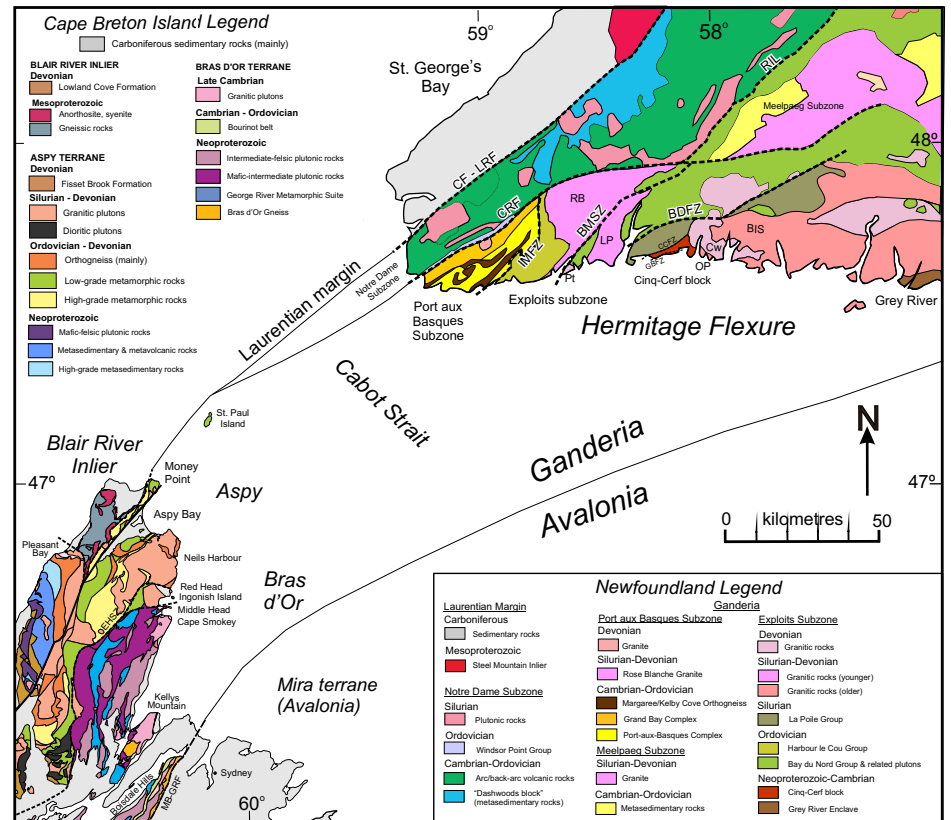 Cape Breton Island Legend
Carboniferous sedimentary rocks (mainly)
BLAIR RIVER INLIER
Devonian
Lowland Cove Formation
Mesoproterozoic
Anorthosite, syenite
Gneissic rocks
ASPY TERRANE
Devonian
Fisset Brook Formation
Silurian - Devonian
Granitic plutons
Dioritic plutons
Ordovician - Devonian
Orthogneiss (mainly)
Low-grade metamorphic rocks
High-grade metamorphic rocks
Neoproterozoic
Mafic-felsic plutonic rocks
Metasedimentary & metavolcanic rocks
High-grade metasedimentary rocks
BRAS D'OR TERRANE
Late Cambrian
Granitic plutons
Cambrian - Ordovician
Bourinot belt
Neoproterozoic
Intermediate-felsic plutonic rocks
Mafic-intermediate plutonic rocks
George River Metamorphic Suite
Bras d'Or Gneiss
59°
58°
St. George's
Bay
RIL
Meelpaeg Subzone
48°
CF - LRF
CRF
RB
BMSZ
LP
IMFZ
BDFZ
BIS
CCFZ
GBFZ
Cw
OP
Pt
Cinq-Cerf block
Grey River
Laurentian margin
Notre Dame
Subzone
Port aux
Basques
Subzone
Exploits subzone
Hermitage Flexure
Cabot Strait
Ganderia
Avalonia
N
0 kilometres 50
St. Paul
Island
Blair River
Inlier
47°
47°
Money
Point
Aspy
Aspy Bay
Pleasant
Bay
Neils Harbour
Red Head
Ingonish Island
Middle Head
Cape Smokey
EHSZ
Bras
d'Or
Mira terrane
(Avalonia)
Kellys
Mountain
Boisdale Hills
MB-GRF
Sydney
60°
Newfoundland Legend
Laurentian Margin
Carboniferous
Sedimentary rocks
Mesoproterozoic
Steel Mountain Inlier
Notre Dame Subzone
Silurian
Plutonic rocks
Ordovician
Windsor Point Group
Cambrian-Ordovician
Arc/back-arc volcanic rocks
"Dashwoods block"
(metasedimentary rocks)
Ganderia
Port aux Basques Subzone
Devonian
Granite
Silurian-Devonian
Rose Blanche Granite
Cambrian-Ordovician
Margaree/Kelby Cove Orthogneiss
Grand Bay Complex
Port-aux-Basques Complex
Meelpaeg Subzone
Silurian-Devonian
Granite
Cambrian-Ordovician
Metasedimentary rocks
Exploits Subzone
Devonian
Granitic rocks
Silurian-Devonian
Granitic rocks (younger)
Granitic rocks (older)
Silurian
La Poile Group
Ordovician
Harbour le Cou Group
Bay du Nord Group & related plutons
Neoproterozoic-Cambrian
Cinq-Cerf block
Grey River Enclave